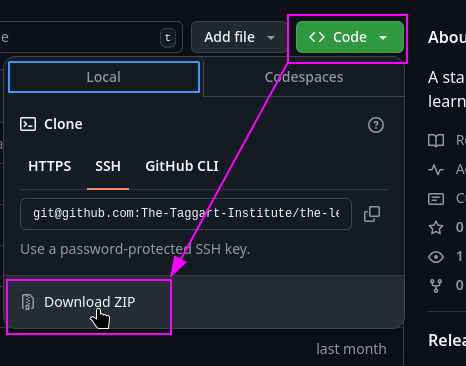 e
t
Add file
Code
Abou
Local
Codespaces
A sta
learn
Clone
HTTPS
SSH
GitHub CLI
git@github.com:The-Taggart-Institute/the-le
Use a password-protected SSH key.
Download ZIP
R
A
C
0
1
0
last month
Relea